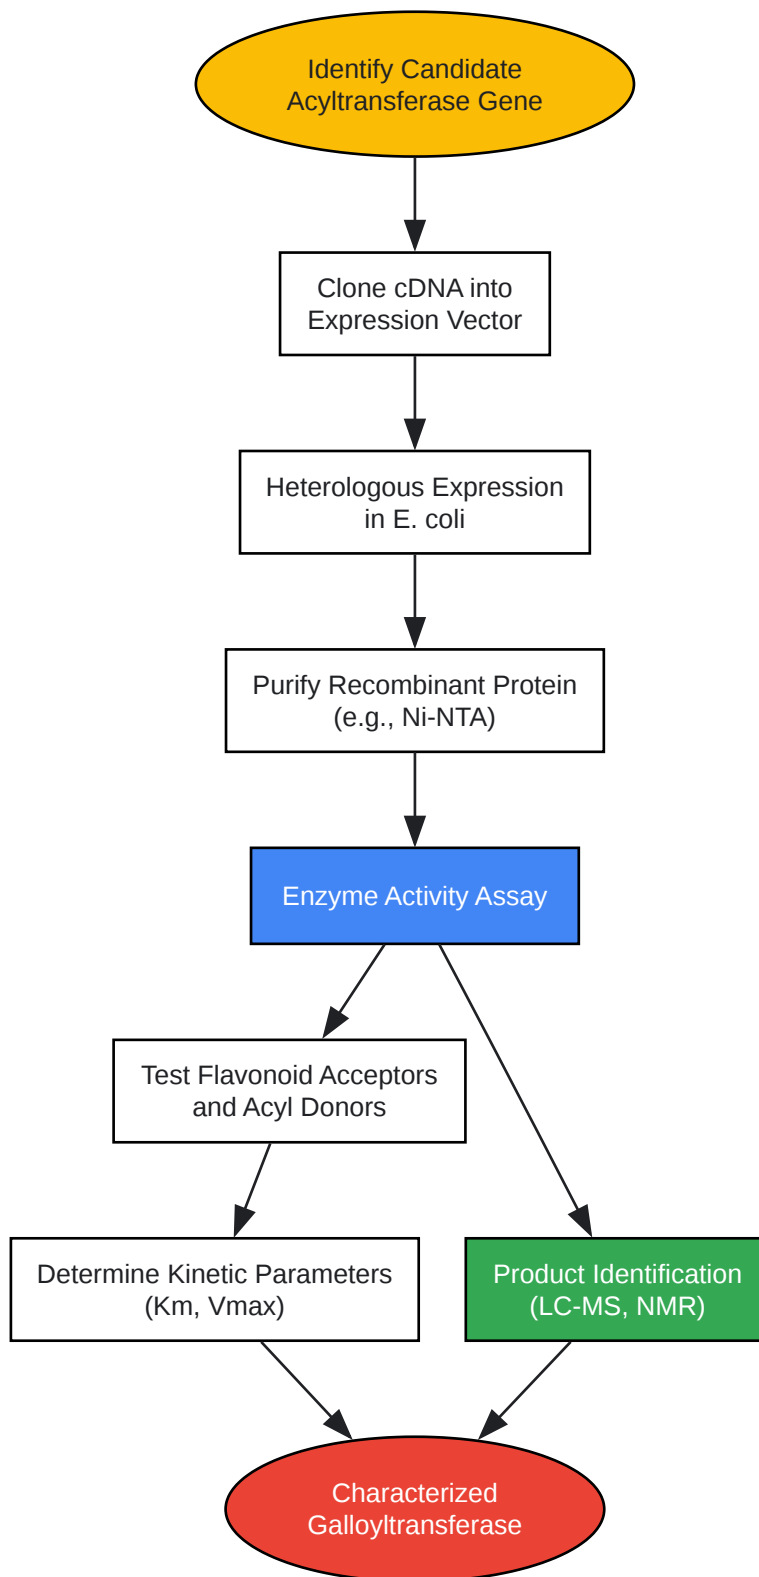 Identify Candidate
Acyltransferase Gene
Clone cDNA into
Expression Vector
Heterologous Expression
in E. coli
Purify Recombinant Protein
(e.g., Ni-NTA)
Enzyme Activity Assay
Test Flavonoid Acceptors
and Acyl Donors
Determine Kinetic Parameters
(Km, Vmax)
Product Identification
(LC-MS, NMR)
Characterized
Galloyltransferase